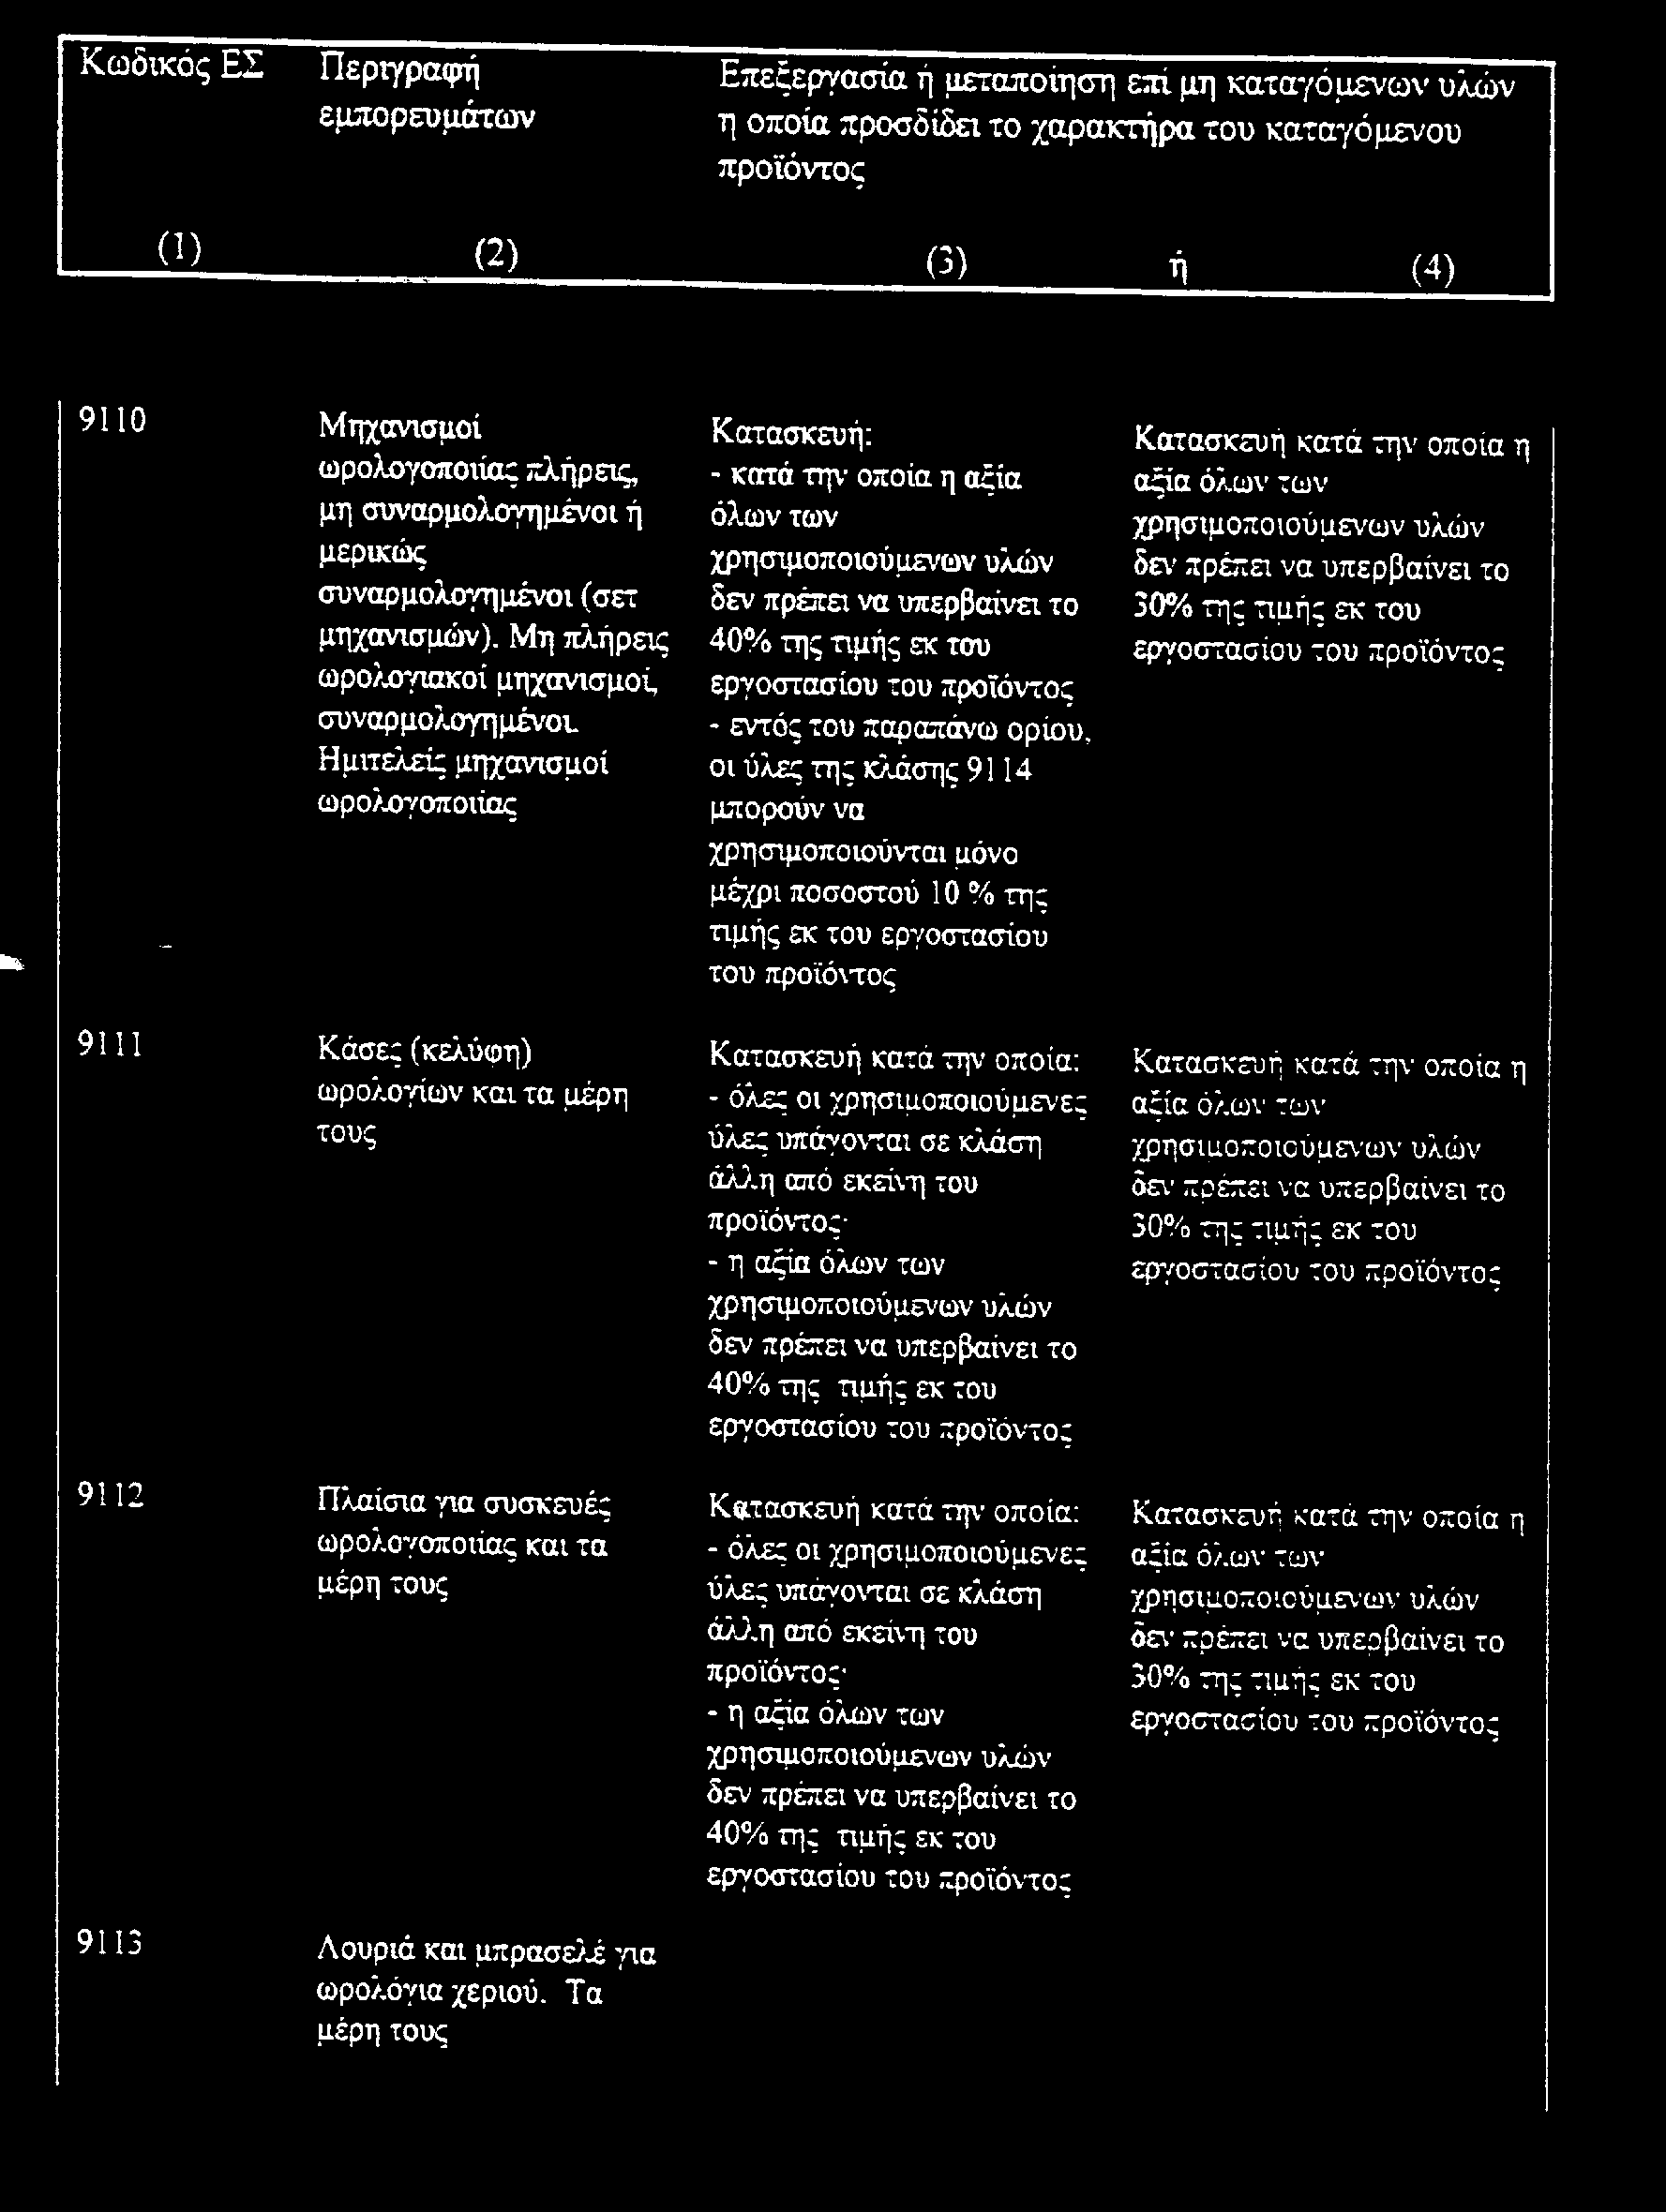 Κωδικός ΕΣ
Περιγραφή
εμπορευμάτων
Επεξεργασία ή μεταποίηση επί μη καταγόμενων υλών
η οποία προσδίδει το χαρακτήρα του καταγόμενου
προϊόντος
(1)
(2)
(3)
ή
(4)
9110
Μηχανισμοί
ωρολογοποιίας πλήρεις,
μη συναρμολογημένοι ή
μερικώς
συναρμολογημένοι (σετ
μηχανισμών). Μη πλήρεις
ωρολογιακοί μηχανισμοί,
συναρμολογημένοι.
Ημιτελείς μηχανισμοί
ωρολογοποιίας
Κατασκευή:
- κατά την οποία η αξία
όλων των
χρησιμοποιούμενων υλών
δεν πρέπει να υπερβαίνει το
40% της τιμής εκ του
εργοστασίου του προϊόντος
- εντός του παραπάνω ορίου,
οι ύλες της κλάσης 9114
μπορούν να
χρησιμοποιούνται μόνο
μέχρι ποσοστού 10 % της
τιμής εκ του εργοστασίου
του προϊόντος
Κατασκευή κατά την οποία η
αξία όλων των
χρησιμοποιούμενων υλών
δεν πρέπει να υπερβαίνει το
30% της τιμής εκ του
εργοστασίου του προϊόντος
9111
Κάσες (κελύφη)
ωρολογίων και τα μέρη
τους
Κατασκευή κατά την οποία:
- όλες οι χρησιμοποιούμενες
ύλες υπάγονται σε κλάση
άλλη από εκείνη του
προϊόντος·
- η αξία όλων των
χρησιμοποιούμενων υλών
δεν πρέπει να υπερβαίνει το
40% της τιμής εκ του
εργοστασίου του προϊόντος
Κατασκευή κατά την οποία η
αξία όλων των
χρησιμοποιούμενων υλών
δεν πρέπει να υπερβαίνει το
30% της τιμής εκ του
εργοστασίου του προϊόντος
9112
Πλαίσια για συσκευές
ωρολογοποιίας και τα
μέρη τους
Κατασκευή κατά την οποία:
- όλες οι χρησιμοποιούμενες
ύλες υπάγονται σε κλάση
άλλη από εκείνη του
προϊόντος·
- η αξία όλων των
χρησιμοποιούμενων υλών
δεν πρέπει να υπερβαίνει το
40% της τιμής εκ του
εργοστασίου του προϊόντος
Κατασκευή κατά την οποία η
αξία όλων των
χρησιμοποιούμενων υλών
δεν πρέπει να υπερβαίνει το
30% της τιμής εκ του
εργοστασίου του προϊόντος
9113
Λουριά και μπρασελέ για
ωρολόγια χεριού. Τα
μέρη τους